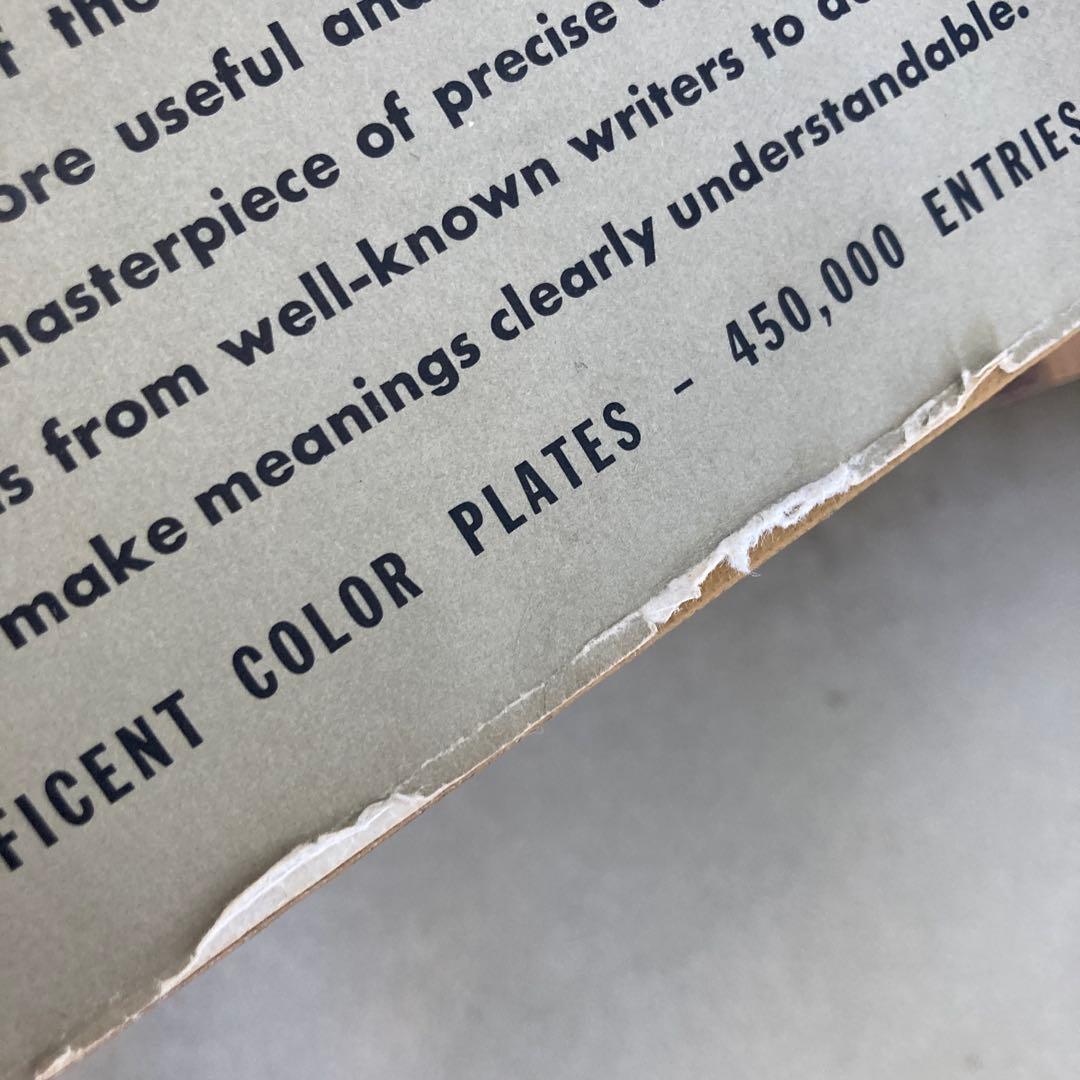 the
useful and
masterpiece of precise
from well-known writers to
make meanings clearly understandable.
FICENT COLOR PLATES – 450,000 ENTRIES